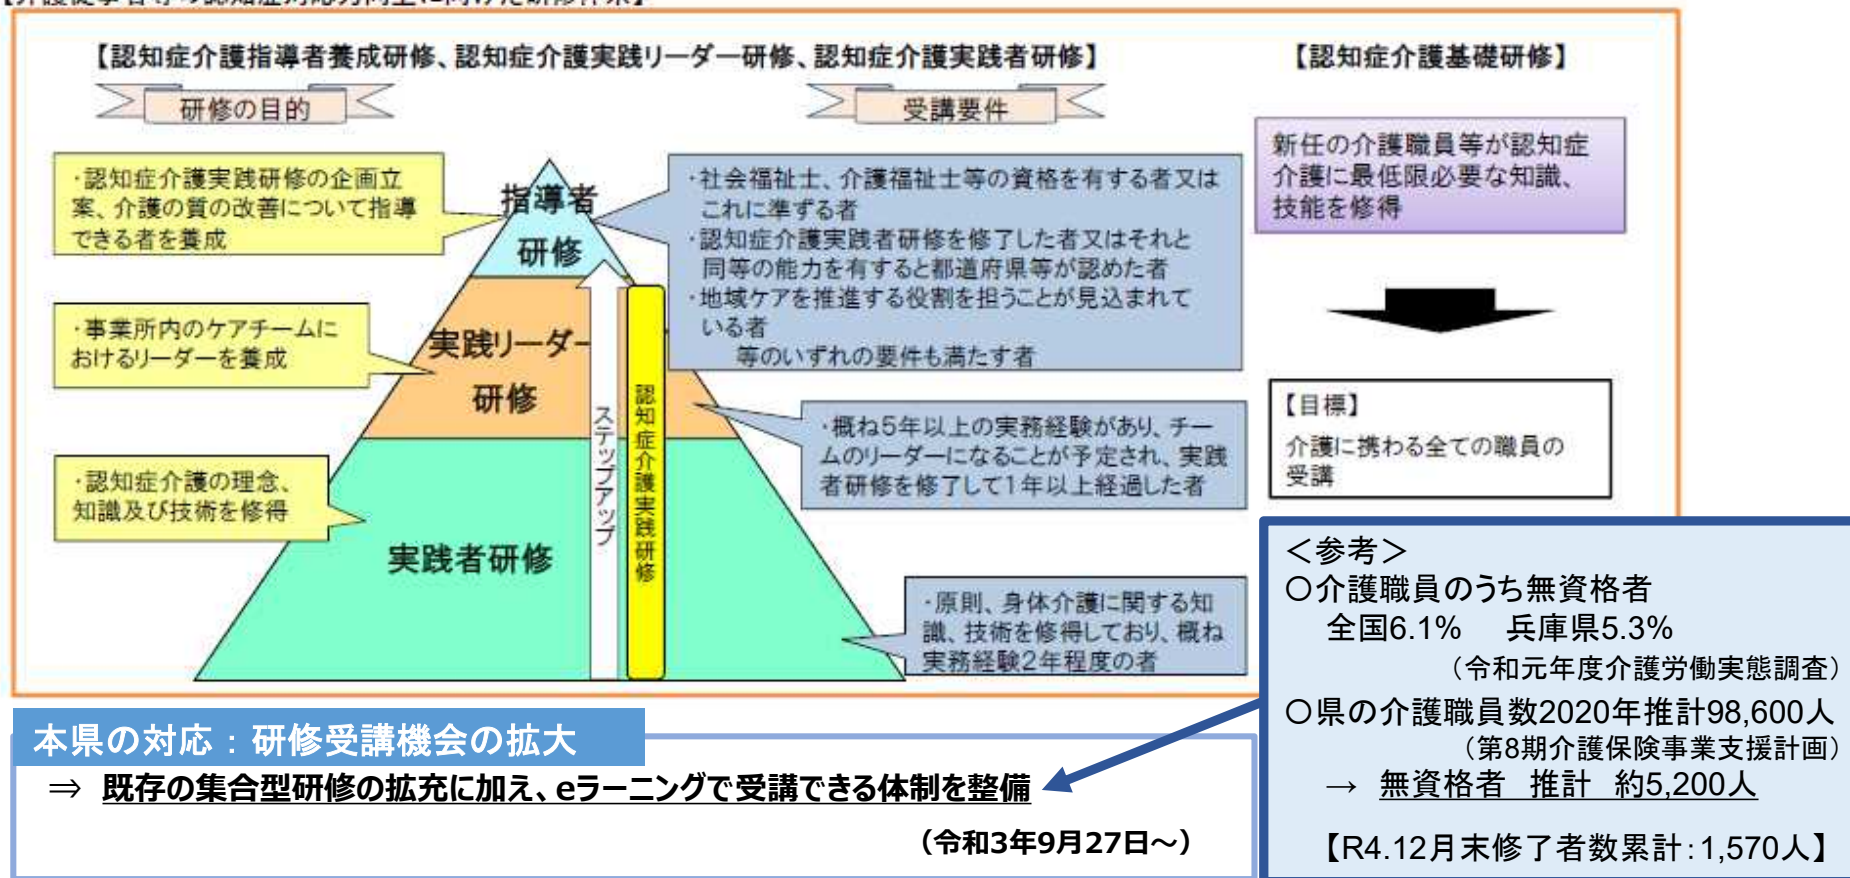 【介護従事者等の認知症対応力向上に向けた研修体系】
【認知症介護指導者養成研修、認知症介護実践リーダー研修、認知症介護実践者研修】
研修の目的
受講要件
・認知症介護実践研修の企画立
案、介護の質の改善について指導
できる者を養成
・事業所内のケアチームに
おけるリーダーを養成
・認知症介護の理念、
知識及び技術を修得
指導者
研修
実践リーダー
研修
実践者研修
ステップアップ
認知症介護実践研修
・社会福祉士、介護福祉士等の資格を有する者又は
これに準ずる者
・認知症介護実践者研修を修了した者又はそれと
同等の能力を有すると都道府県等が認めた者
・地域ケアを推進する役割を担うことが見込まれて
いる者
等のいずれの要件も満たす者
・概ね5年以上の実務経験があり、チー
ムのリーダーになることが予定され、実践
者研修を修了して1年以上経過した者
・原則、身体介護に関する知
識、技術を修得しており、概ね
実務経験2年程度の者
【認知症介護基礎研修】
新任の介護職員等が認知症
介護に最低限必要な知識、
技能を修得
【目標】
介護に携わる全ての職員の
受講
本県の対応：研修受講機会の拡大
⇒ 既存の集合型研修の拡充に加え、eラーニングで受講できる体制を整備
（令和3年9月27日～）
＜参考＞
〇介護職員のうち無資格者
全国6.1% 兵庫県5.3%
（令和元年度介護労働実態調査）
〇県の介護職員数2020年推計98,600人
（第8期介護保険事業支援計画）
→ 無資格者 推計 約5,200人
【R4.12月末修了者数累計：1,570人】